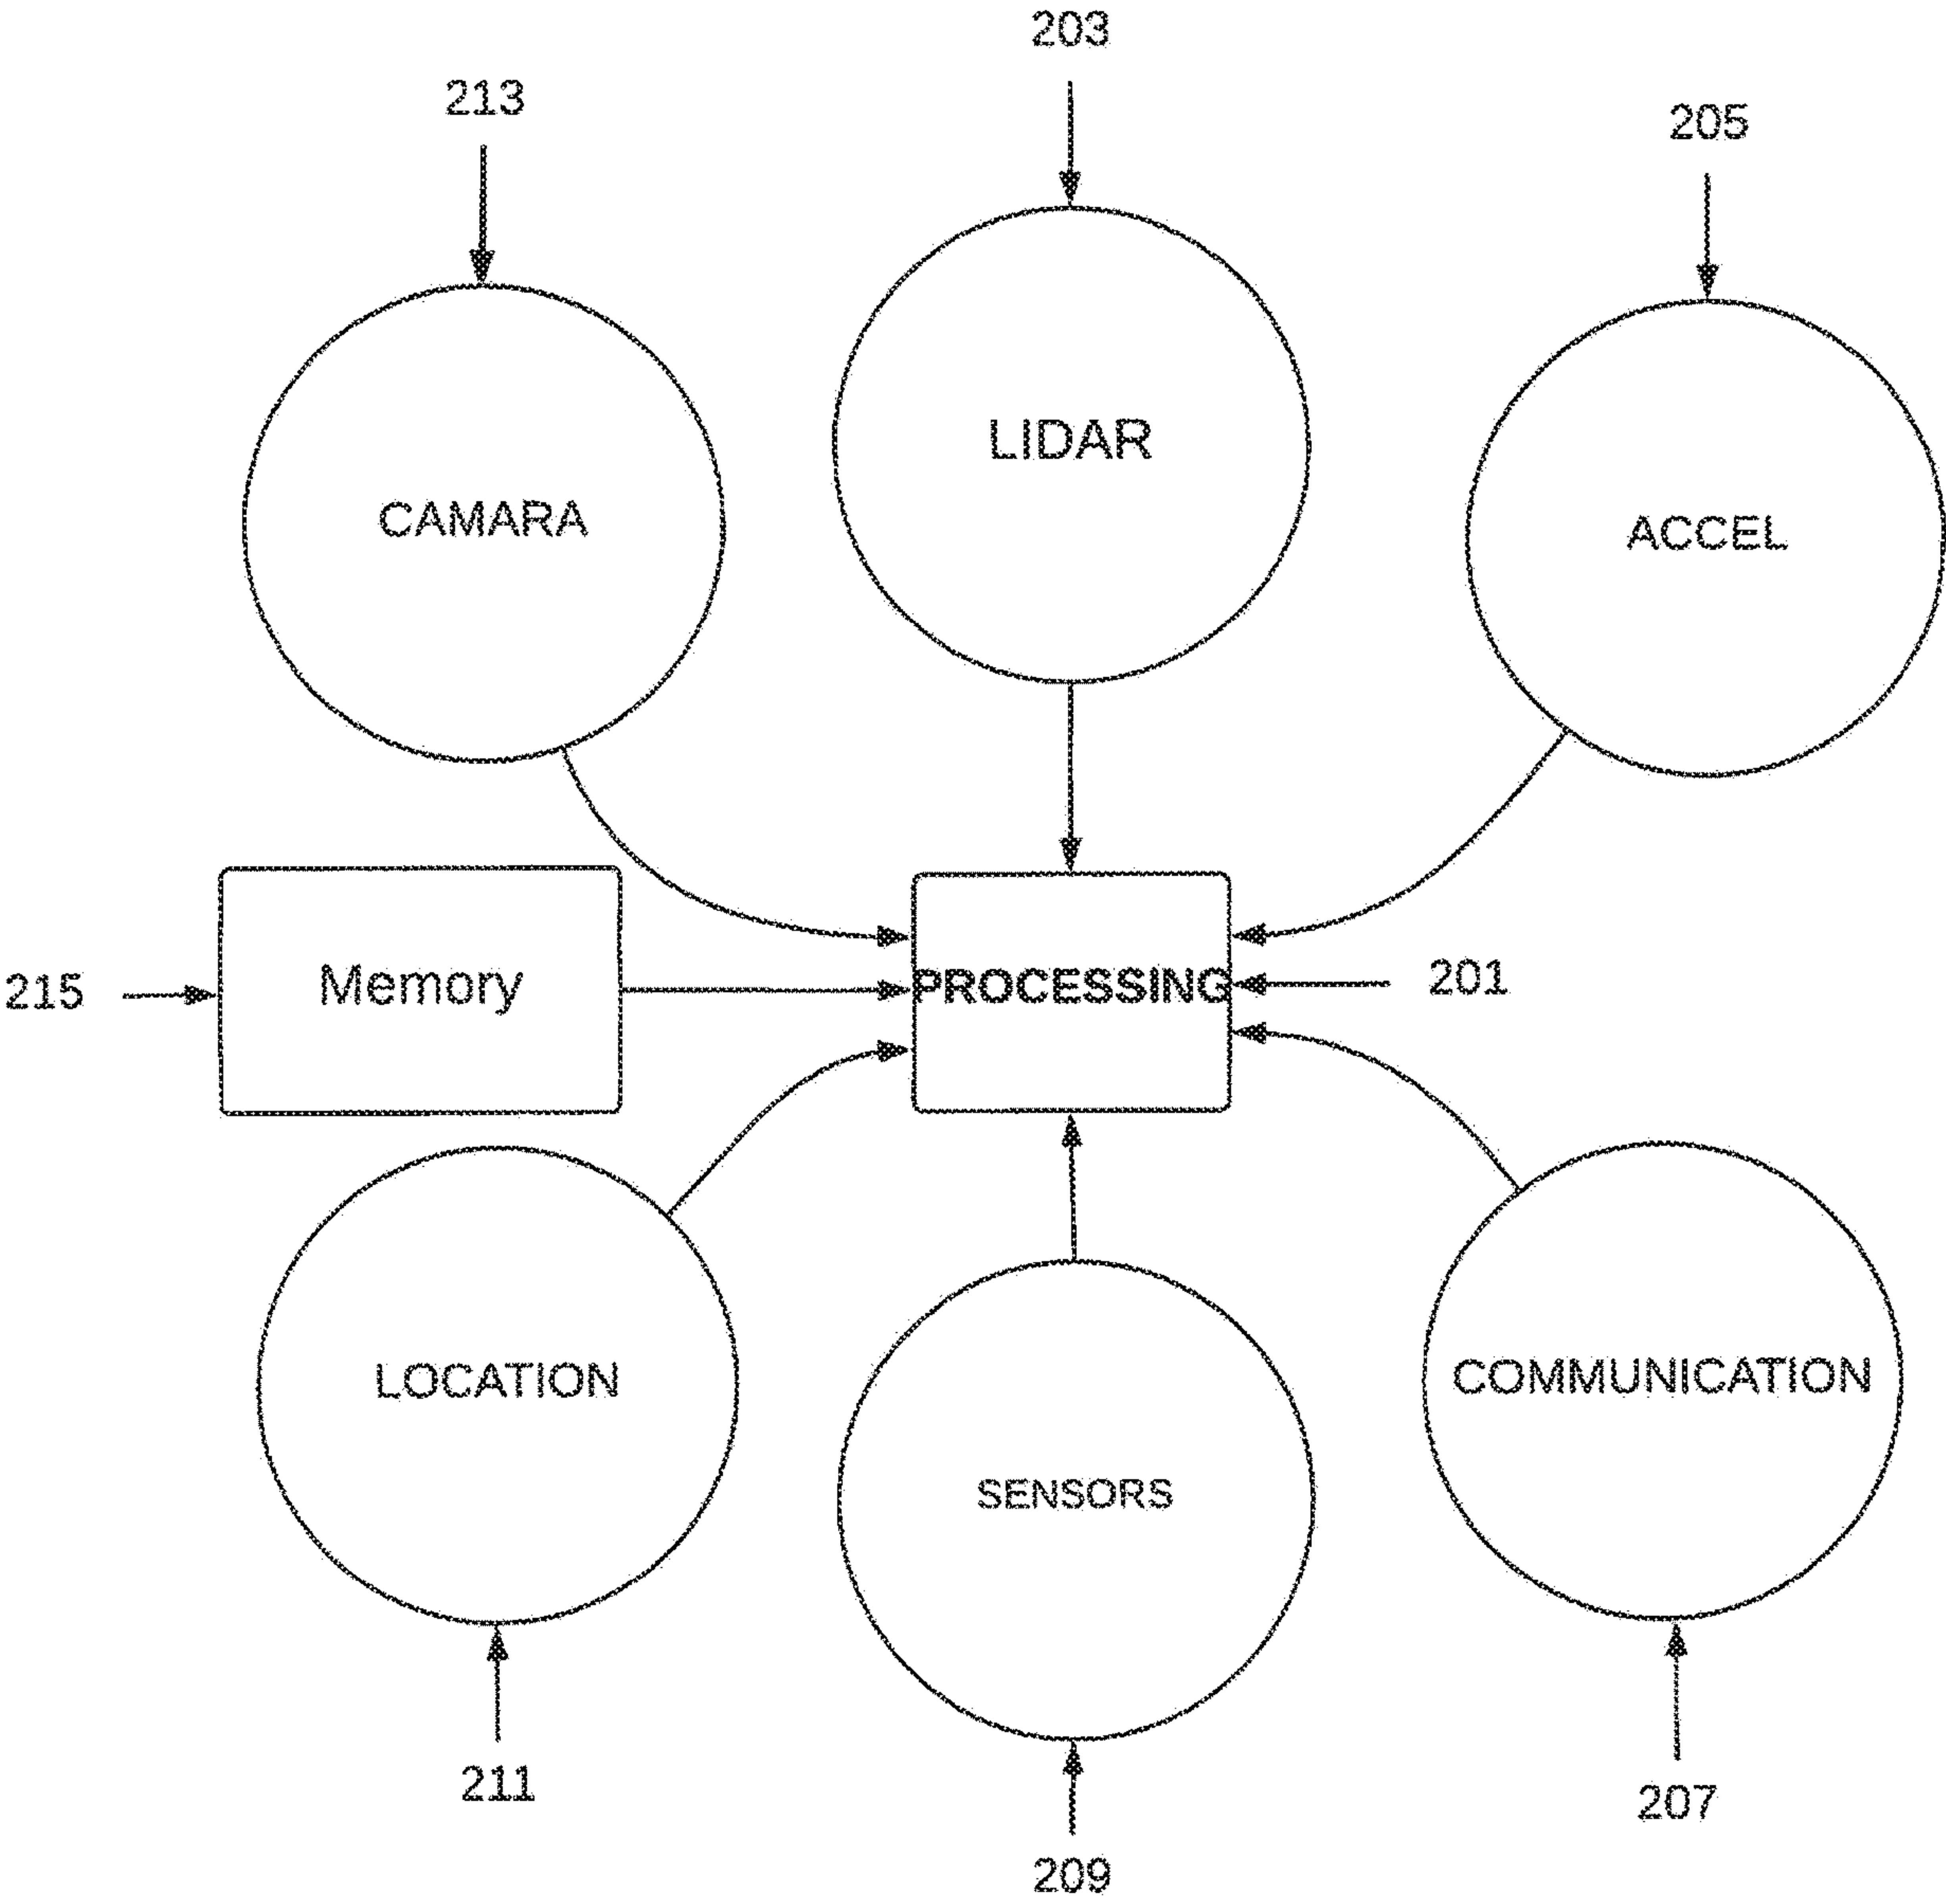 203
213
205
LIDAR
CAMARA
ACCEL
Memory
PROCESSING
201
215
LOCATION
COMMUNICATION
SENSORS
211
207
209